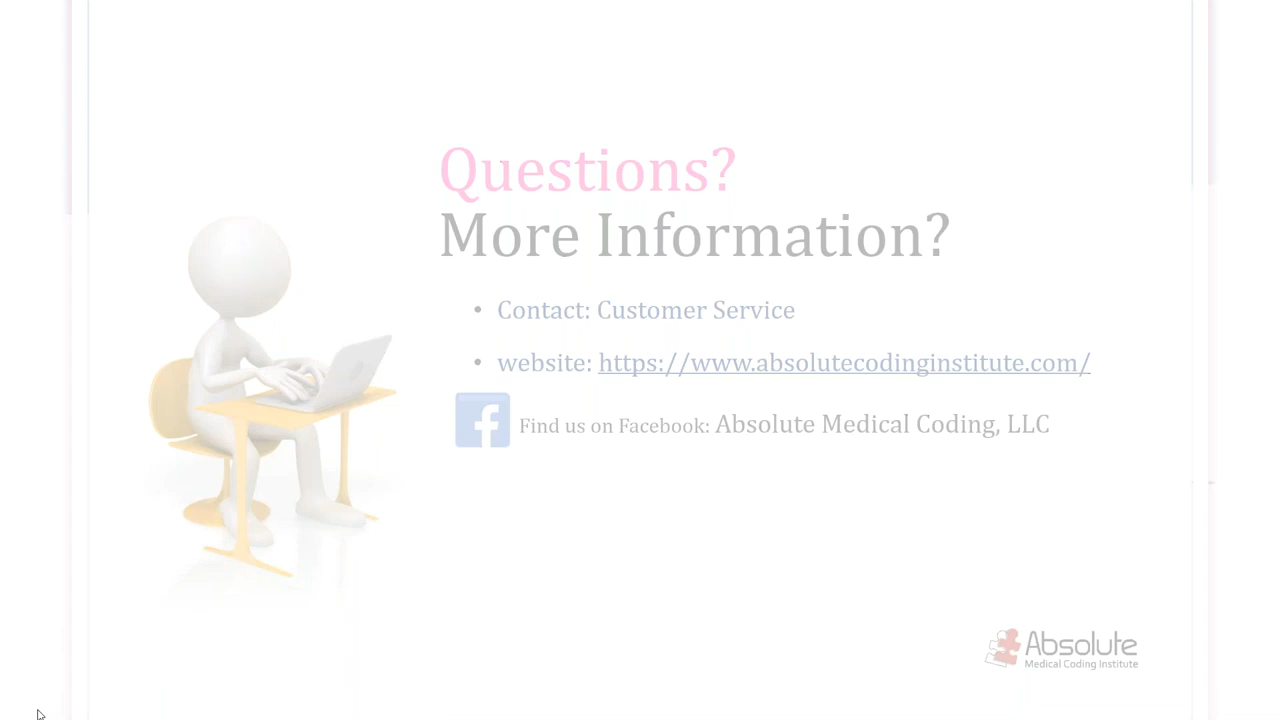 Questions?
More Information?
• Contact: Customer Service
• website: https://www.absolutecodinginstitute.com/
f Find us on Facebook: Absolute Medical Coding, LLC
Absolute
Medical Coding Institute